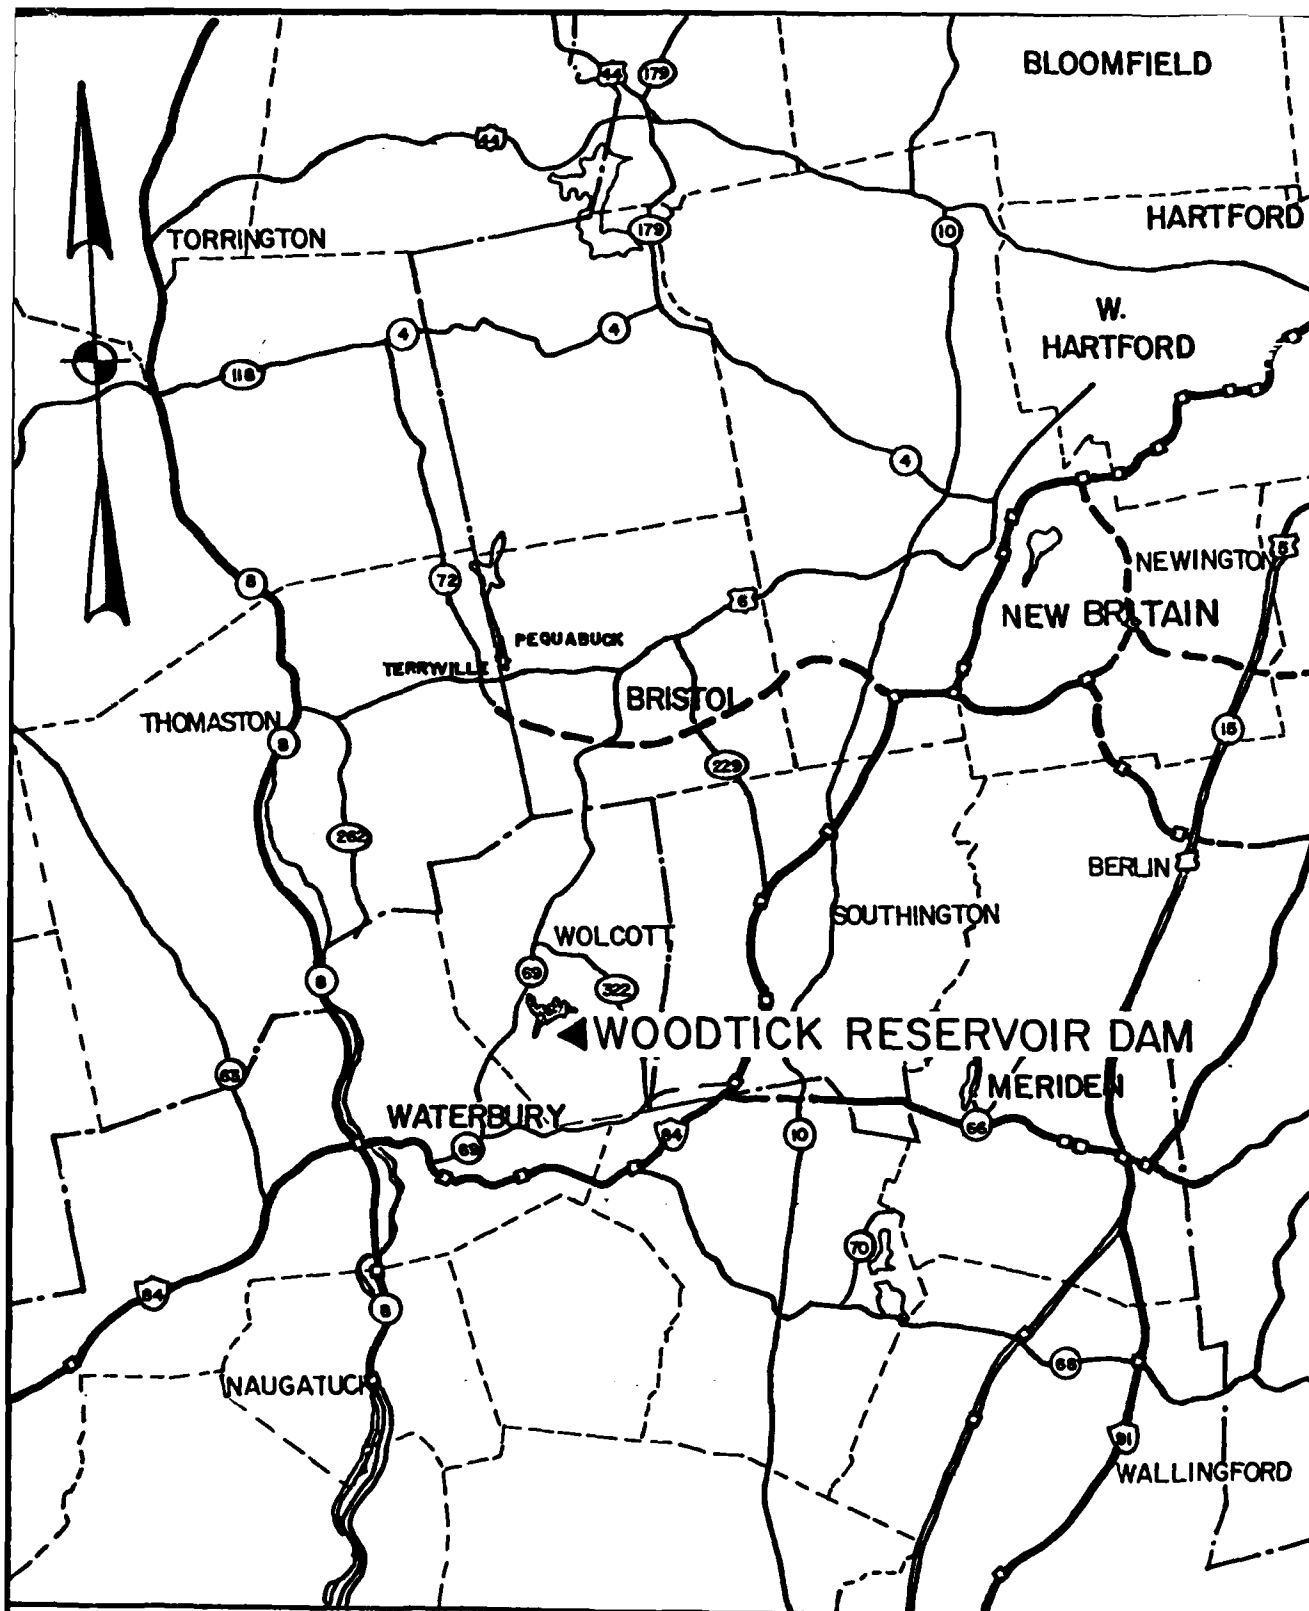 BLOOMFIELD
44
179
44
HARTFORD
179
10
TORRINGTON
W.
HARTFORD
4
4
118
4
NEWINGTON
5
8
72
6
NEW BRITAIN
PEQUABUCK
TERRYVILLE
BRISTOL
THOMASTON
8
15
229
262
BERLIN
SOUTHINGTON
WOLCOTT
69
322
8
WOODTICK RESERVOIR DAM
63
MERIDEN
WATERBURY
69
84
10
66
70
84
8
68
NAUGATUCK
91
WALLINGFORD